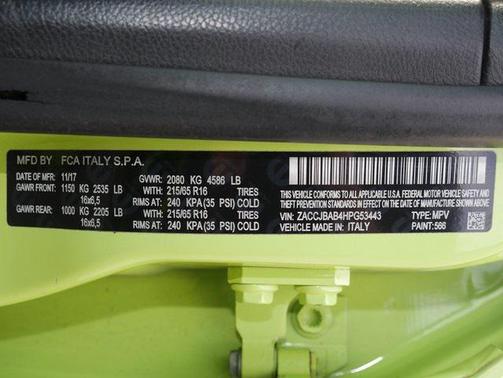 MFD BY FCA ITALY S.P.A.
DATE OF MFR: 11/17 GVWR: 2080 KG 4586 LB
GAWR FRONT: 1150 KG 2535 LB WITH: 215/65 R16 TIRES
16x6,5 RIMS AT: 240 KPA (35 PSI) COLD
GAWR REAR: 1000 KG 2205 LB WITH: 215/65 R16 TIRES
16x6,5 RIMS AT: 240 KPA (35 PSI) COLD
THIS VEHICLE CONFORMS TO ALL APPLICABLE U.S.A. FEDERAL MOTOR VEHICLE
SAFETY, BUMPER AND THEFT PREVENTION STANDARDS IN EFFECT
ON THE DATE OF MANUFACTURE SHOWN ABOVE
VIN: ZACCJBAB4HPG53443 TYPE: MPV
VEHICLE MADE IN: ITALY PAINT: 566